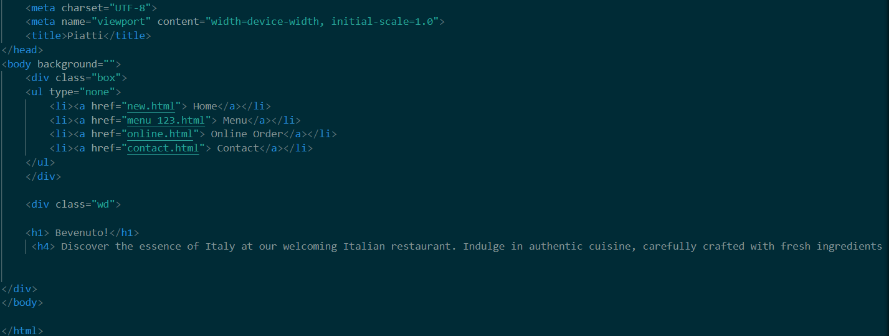 <meta charset="UTF-8">
<meta name="viewport" content="width=device-width, initial-scale=1.0">
<title>Piatti</title>
</head>
<body background="">
<div class="box">
<ul type="none">
<li><a href="new.html"> Home</a></li>
<li><a href="menu 123.html"> Menu</a></li>
<li><a href="online.html"> Online Order</a></li>
<li><a href="contact.html"> Contact</a></li>
</ul>
</div>
<div class="wd">
<h1> Bevenuto!</h1>
<h4> Discover the essence of Italy at our welcoming Italian restaurant. Indulge in authentic cuisine, carefully crafted with fresh ingredients
</div>
</body>
</html>